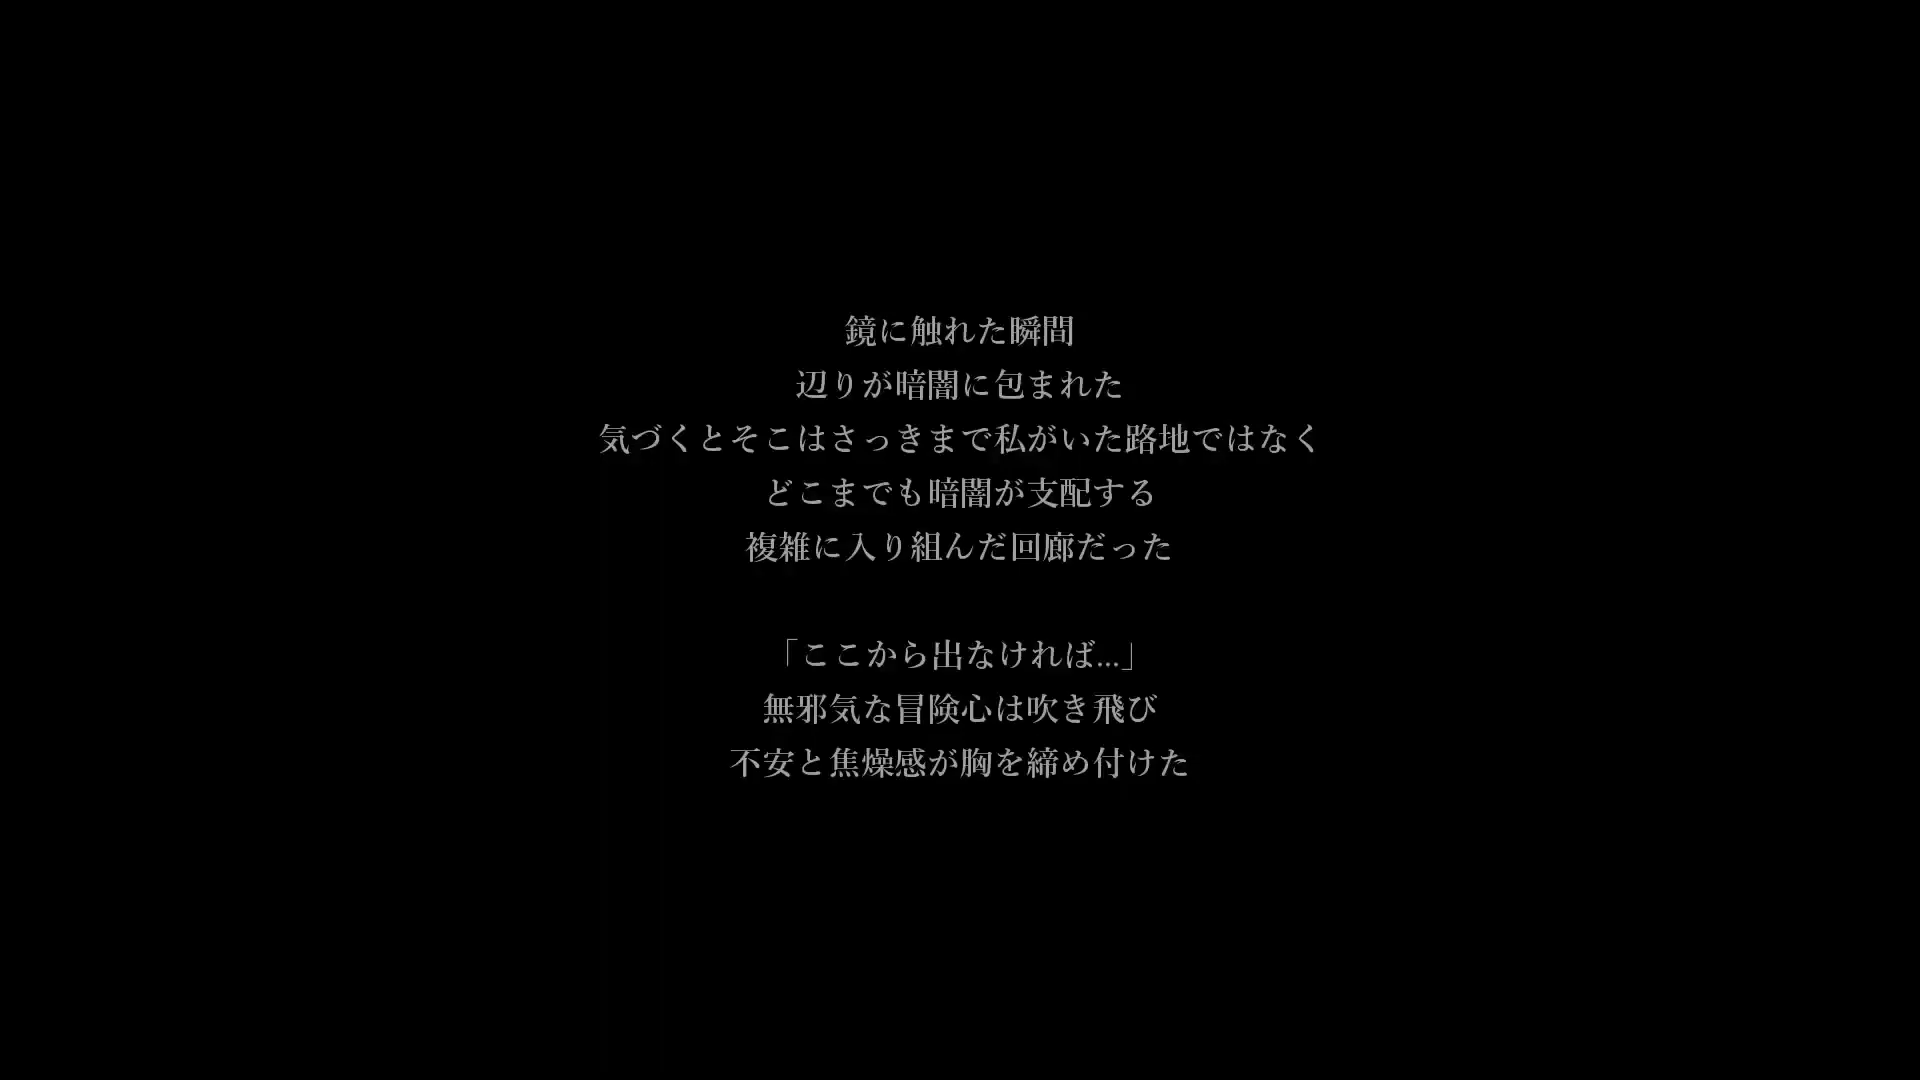 鏡に触れた瞬間
辺りが暗闇に包まれた
気づくとそこはさっきまで私がいた路地ではなく
どこまでも暗闇が支配する
複雑に入り組んだ回廊だった
「ここから出なければ...」
無邪気な冒険心は吹き飛び
不安と焦燥感が胸を締め付けた